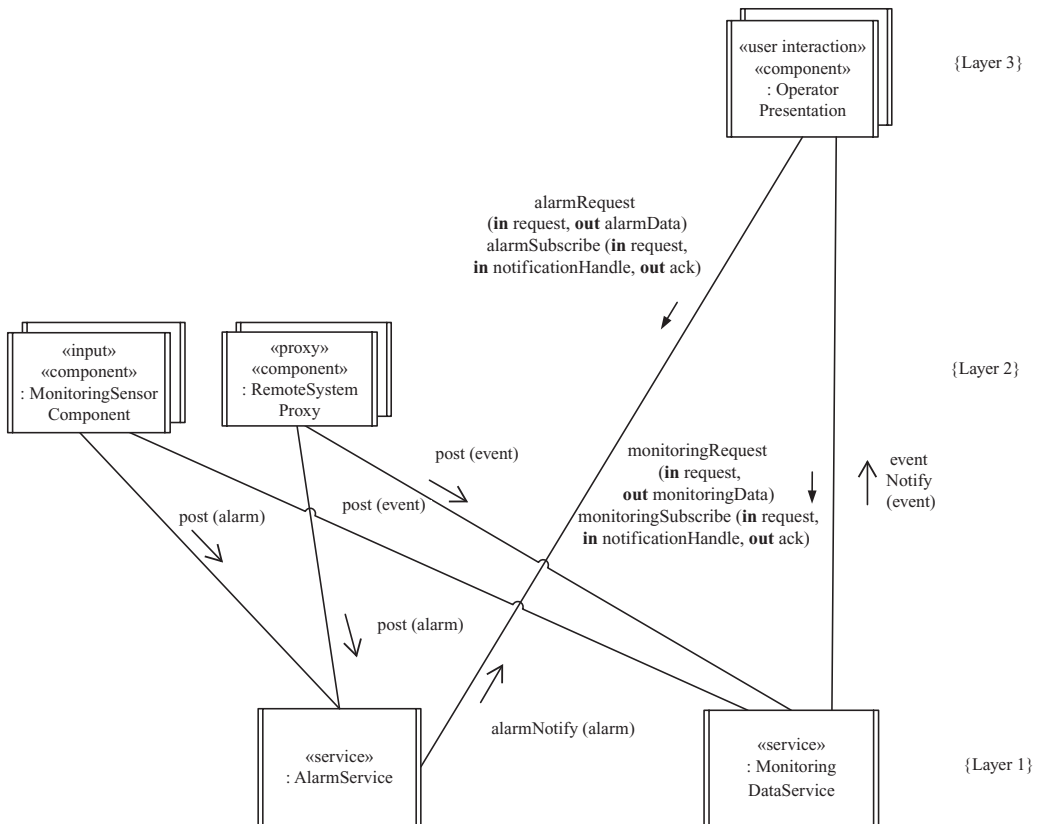 «user interaction»
«component»
: Operator
Presentation
{Layer 3}
alarmRequest
(in request, out alarmData)
alarmSubscribe (in request,
in notificationHandle, out ack)
«input»
«component»
: MonitoringSensor
Component
«proxy»
«component»
: RemoteSystem
Proxy
{Layer 2}
post (event)
monitoringRequest
(in request,
out monitoringData)
monitoringSubscribe (in request,
in notificationHandle, out ack)
event
Notify
(event)
post (alarm)
post (event)
post (alarm)
alarmNotify (alarm)
«service»
: AlarmService
«service»
: Monitoring
DataService
{Layer 1}